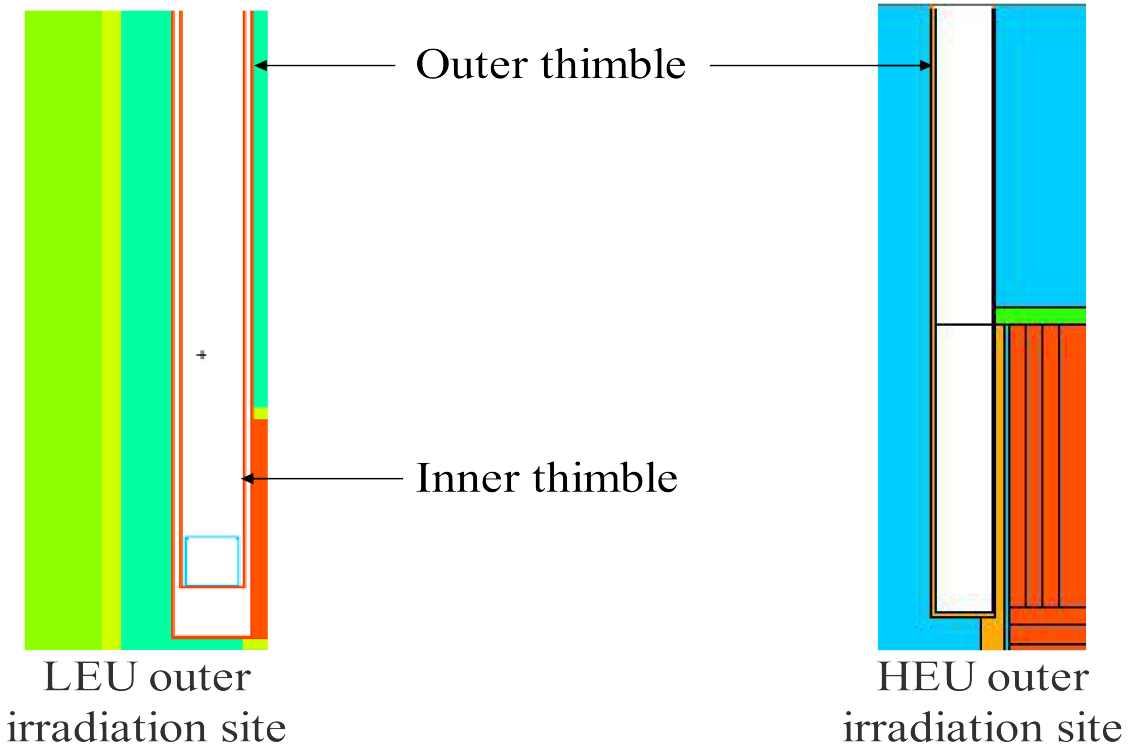 Outer thimble
Inner thimble
LEU outer
irradiation site
HEU outer
irradiation site